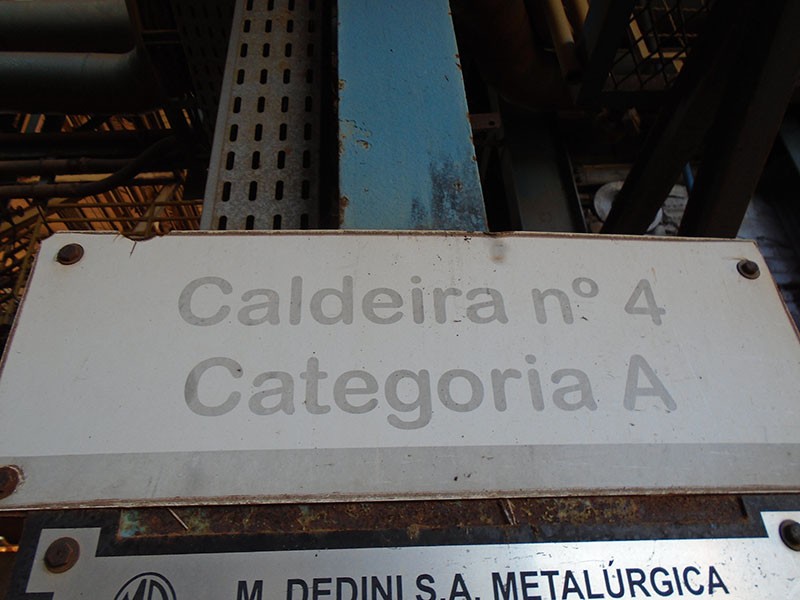 Caldeira nº 4
Categoria A
M. DEDINI S.A. METALÚRGICA